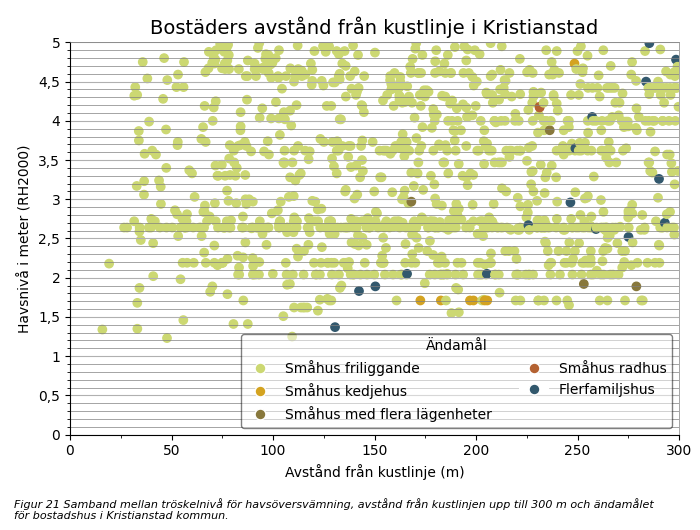 Bostäders avstånd från kustlinje i Kristianstad
Havsnivå i meter (RH2000)
5
4,5
4
3,5
3
2,5
2
1,5
1
0,5
0
Ändamål
Småhus friliggande
Småhus kedjehus
Småhus med flera lägenheter
Småhus radhus
Flerfamiljshus
0 50 100 150 200 250 300
Avstånd från kustlinje (m)
Figur 21 Samband mellan tröskelnivå för havsöversvämning, avstånd från kustlinjen upp till 300 m och ändamålet
för bostadshus i Kristianstad kommun.